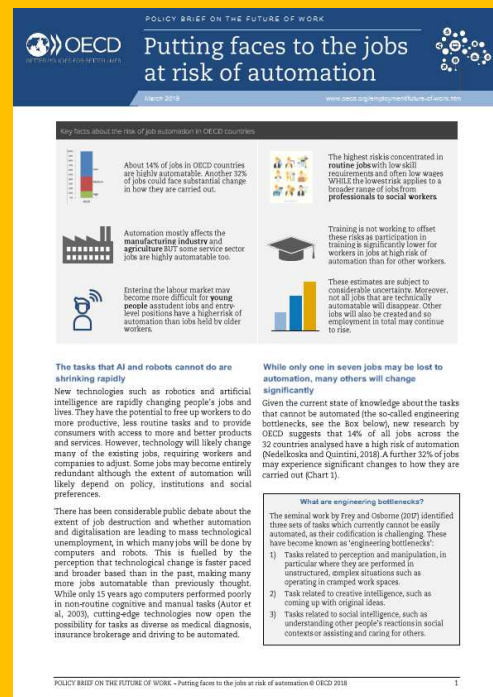 POLICY BRIEF ON THE FUTURE OF WORK
OECD
BETTER POLICIES FOR BETTER LIVES
Putting faces to the jobs
at risk of automation
March 2018
www.oecd.org/employment/future-of-work.htm
Key facts about the risk of job automation in OECD countries
About 14% of jobs in OECD countries
are highly automatable. Another 32%
of jobs could face substantial change
in how they are carried out.
The highest risk is concentrated in
routine jobs with low skill
requirements and often low wages
WHILE the lowest risk applies to a
broader range of jobs from
professionals to social workers.
Automation mostly affects the
manufacturing industry and
agriculture BUT some service sector
jobs are highly automatable too.
Training is not working to offset
these risks as participation in
training is significantly lower for
workers in jobs at high risk of
automation than for other workers.
Entering the labour market may
become more difficult for young
people as student jobs and entry-
level positions have a higher risk of
automation than jobs held by older
workers.
These estimates are subject to
considerable uncertainty. Moreover,
not all jobs that are technically
automatable will disappear. Other
jobs will also be created and so
employment in total may continue
to rise.
The tasks that AI and robots cannot do are
shrinking rapidly
New technologies such as robotics and artificial
intelligence are rapidly changing people's jobs and
lives. They have the potential to free up workers to do
more productive, less routine tasks and to provide
consumers with access to more and better products
and services. However, technology will likely change
many of the existing jobs, requiring workers and
companies to adjust. Some jobs may become entirely
redundant although the extent of automation will
likely depend on policy, institutions and social
preferences.
There has been considerable public debate about the
extent of job destruction and whether automation
and digitalisation are leading to mass technological
unemployment, in which many jobs will be done by
computers and robots. This is fuelled by the
perception that technological change is faster paced
and broader based than in the past, making many
more jobs automatable than previously thought.
While only 15 years ago computers performed poorly
in non-routine cognitive and manual tasks (Autor et
al, 2003), cutting-edge technologies now open the
possibility for tasks as diverse as medical diagnosis,
insurance brokerage and driving to be automated.
While only one in seven jobs may be lost to
automation, many others will change
significantly
Given the current state of knowledge about the tasks
that cannot be automated (the so-called engineering
bottlenecks, see the Box below), new research by
OECD suggests that 14% of all jobs across the
32 countries analysed have a high risk of automation
(Nedelkoska and Quintini, 2018). A further 32% of jobs
may experience significant changes to how they are
carried out (Chart 1).
What are engineering bottlenecks?
The seminal work by Frey and Osborne (2017) identified
three sets of tasks which currently cannot be easily
automated, as their codification is challenging. These
have become known as 'engineering bottlenecks':
1) Tasks related to perception and manipulation, in
particular where they are performed in
unstructured, complex situations such as
operating in cramped work spaces.
2) Task related to creative intelligence, such as
coming up with original ideas.
3) Tasks related to social intelligence, such as
understanding other people's reactions in social
contexts or assisting and caring for others.
POLICY BRIEF ON THE FUTURE OF WORK – Putting faces to the jobs at risk of automation © OECD 2018
1